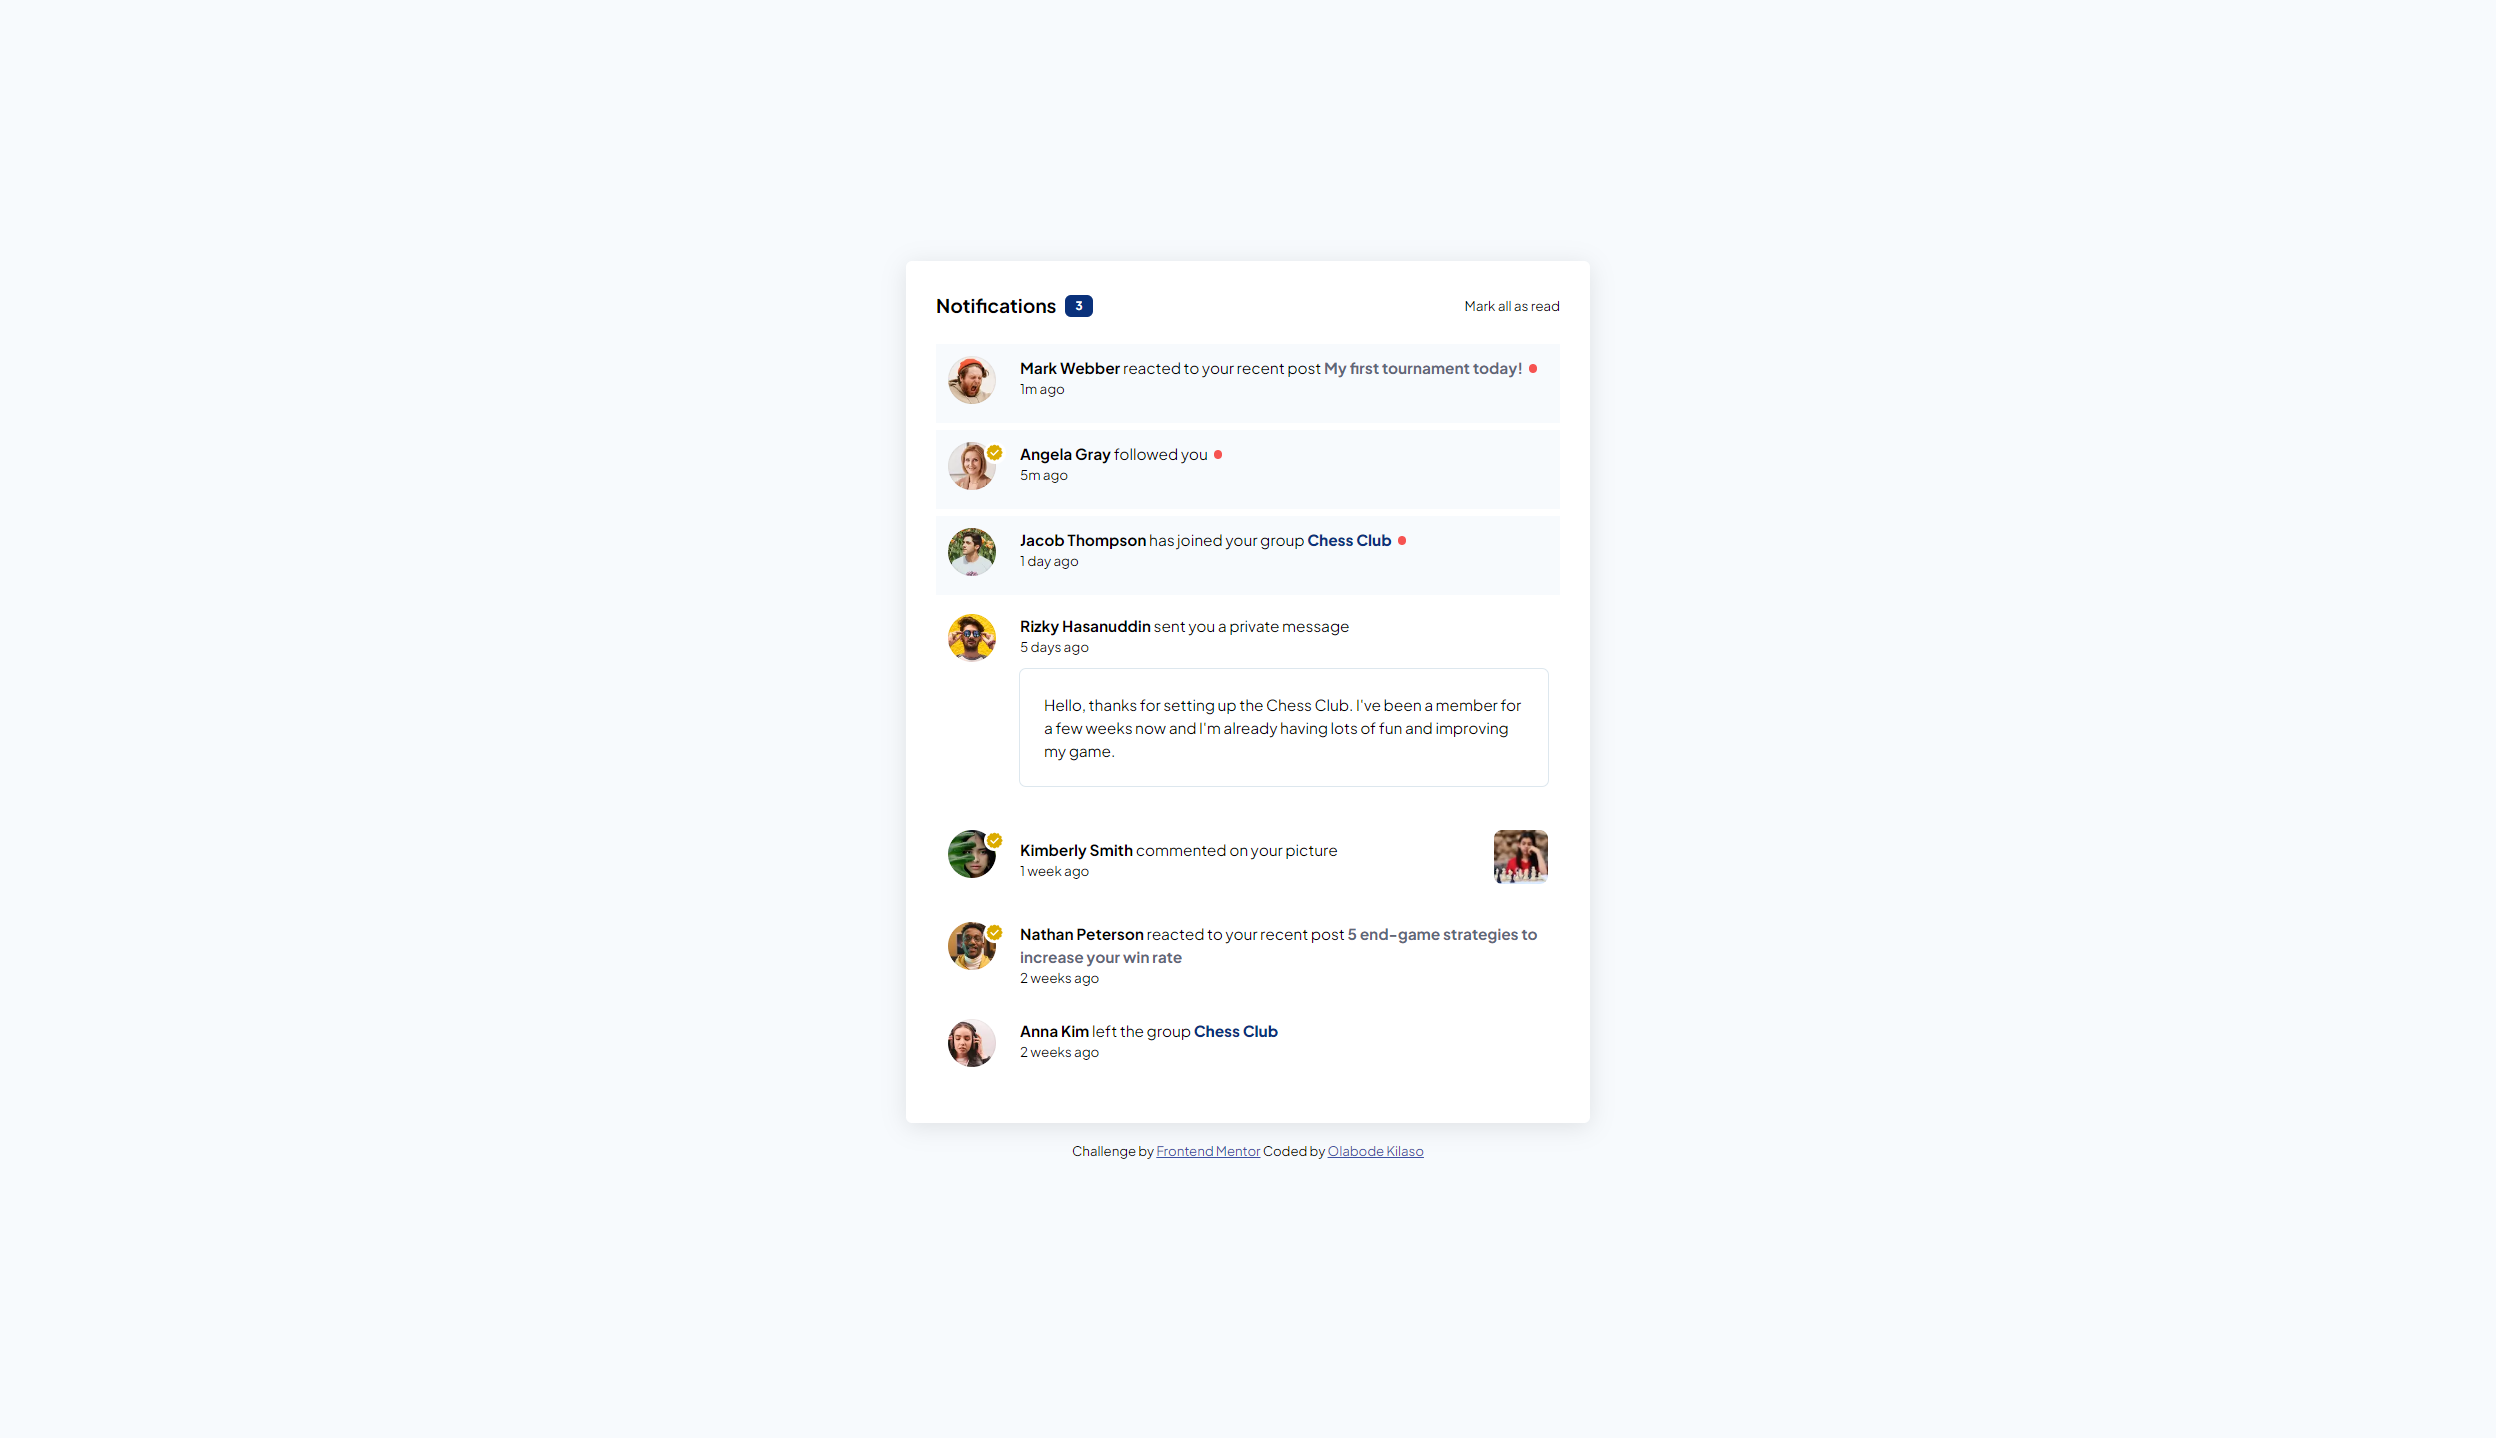 Notifications 3 Mark all as read
Mark Webber reacted to your recent post My first tournament today!
1m ago
Angela Gray followed you
5m ago
Jacob Thompson has joined your group Chess Club
1 day ago
Rizky Hasanuddin sent you a private message
5 days ago
Hello, thanks for setting up the Chess Club. I've been a member for
a few weeks now and I'm already having lots of fun and improving
my game.
Kimberly Smith commented on your picture
1 week ago
Nathan Peterson reacted to your recent post 5 end-game strategies to
increase your win rate
2 weeks ago
Anna Kim left the group Chess Club
2 weeks ago
Challenge by Frontend Mentor Coded by Olabode Kilaso